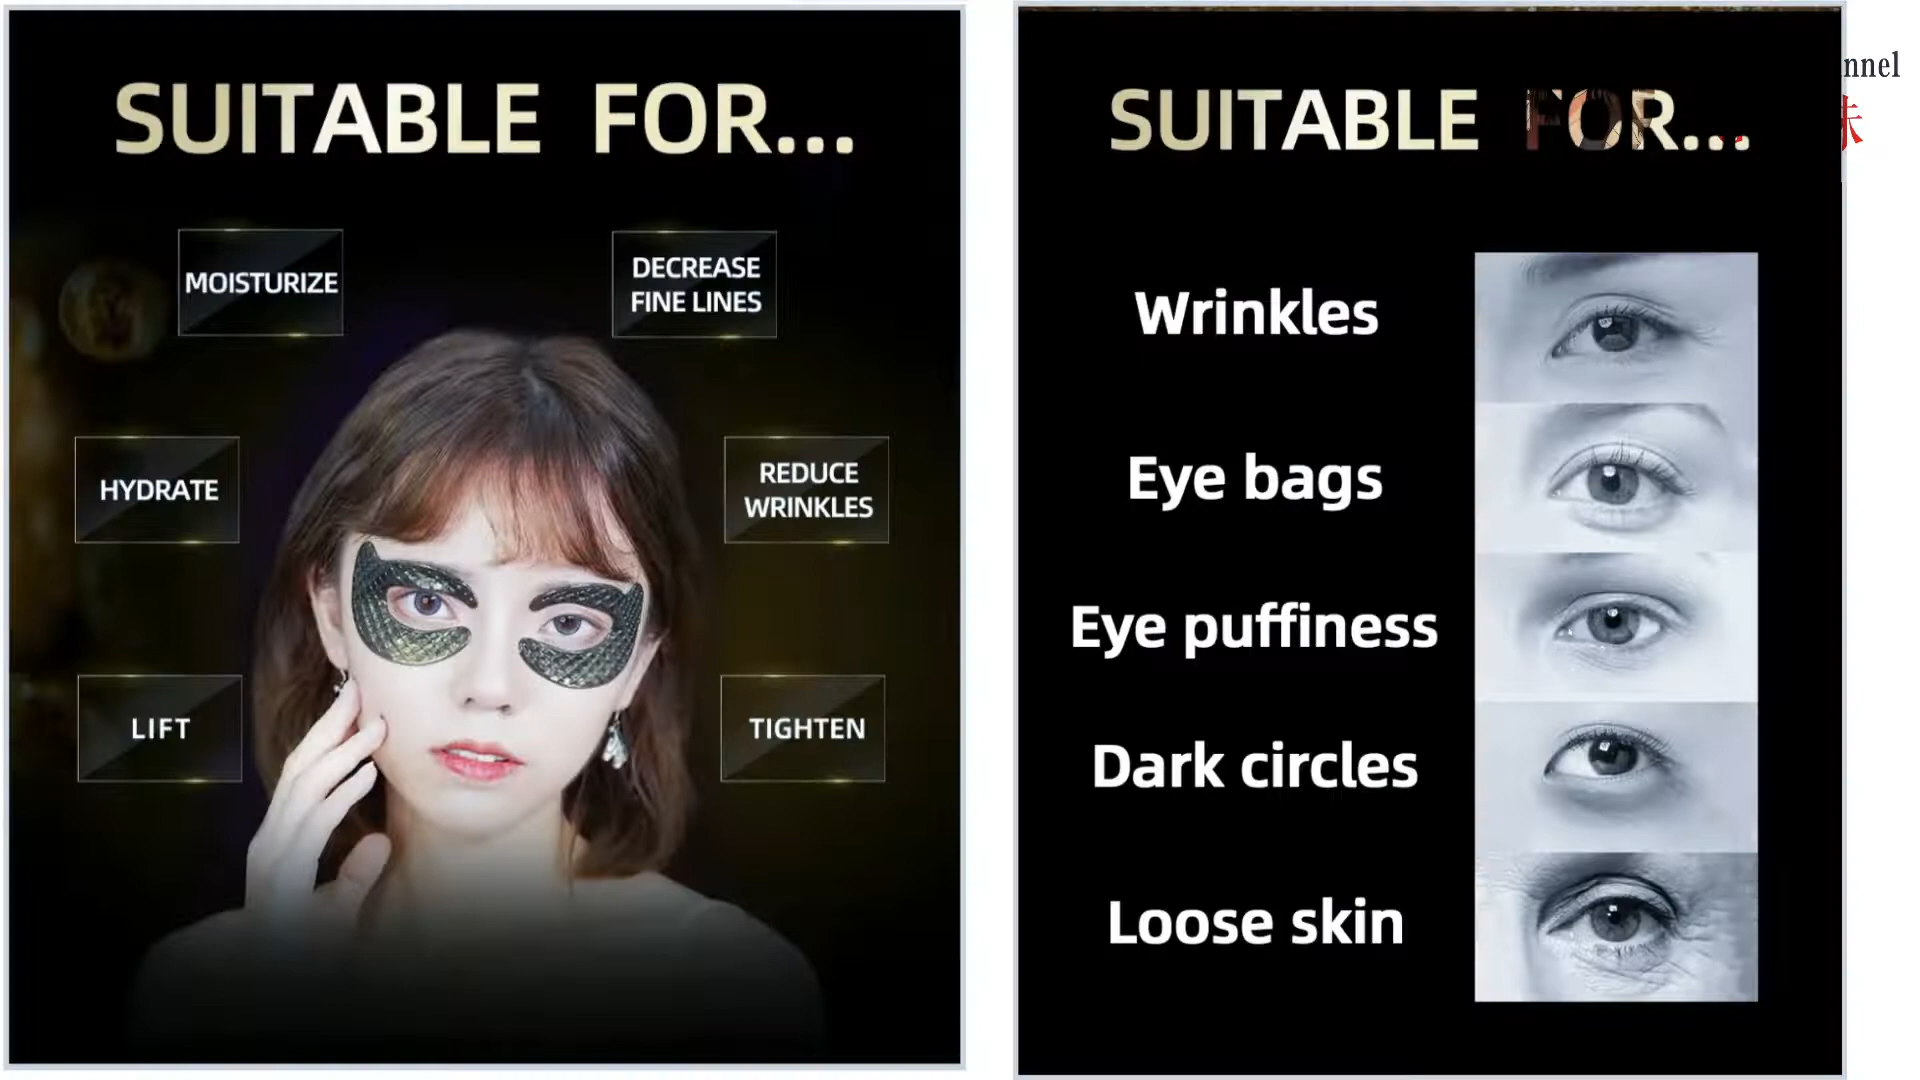 SUITABLE FOR...
MOISTURIZE
DECREASE
FINE LINES
HYDRATE
REDUCE
WRINKLES
LIFT
TIGHTEN
SUITABLE FOR...
Wrinkles
Eye bags
Eye puffiness
Dark circles
Loose skin